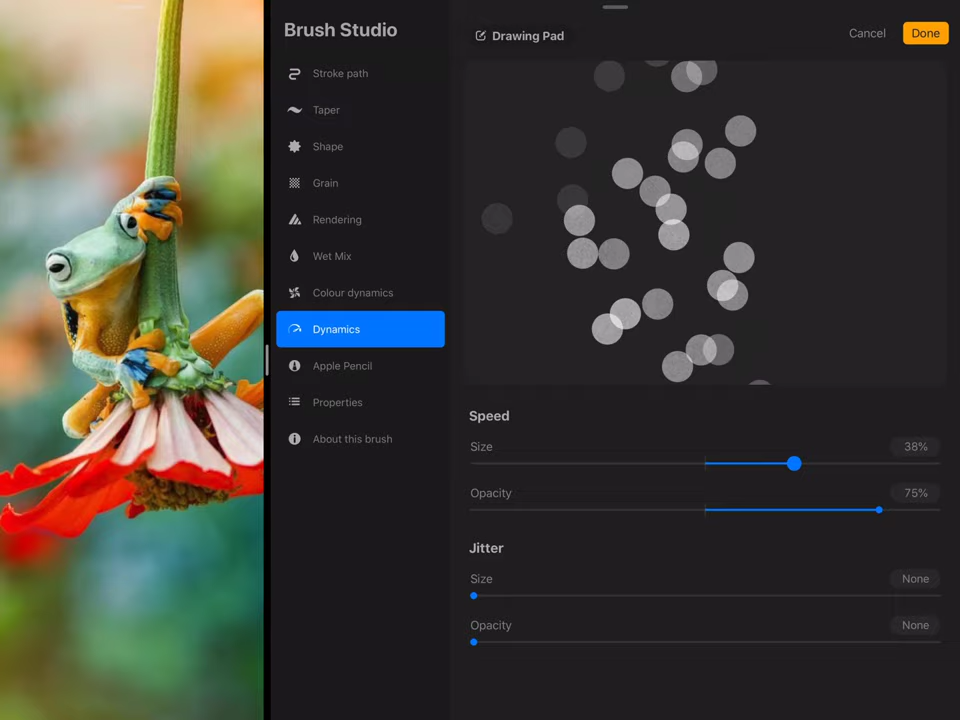 Brush Studio
Stroke path
Taper
Shape
Grain
Rendering
Wet Mix
Colour dynamics
Dynamics
Apple Pencil
Properties
About this brush
Drawing Pad
Cancel
Done
Speed
Size
38%
Opacity
75%
Jitter
Size
None
Opacity
None